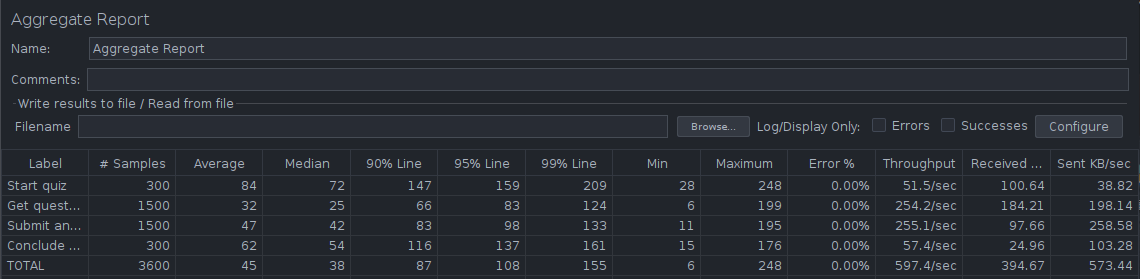 Aggregate Report
Name: Aggregate Report
Comments:
Write results to file / Read from file
Filename Browse... Log/Display Only: Errors Successes Configure
Label # Samples Average Median 90% Line 95% Line 99% Line Min Maximum Error % Throughput Received ... Sent KB/sec
Start quiz 300 84 72 147 159 209 28 248 0.00% 51.5/sec 100.64 38.82
Get quest... 1500 32 25 66 83 124 6 199 0.00% 254.2/sec 184.21 198.14
Submit an... 1500 47 42 83 98 133 11 195 0.00% 255.1/sec 97.66 258.58
Conclude ... 300 62 54 116 137 161 15 176 0.00% 57.4/sec 24.96 103.28
TOTAL 3600 45 38 87 108 155 6 248 0.00% 597.4/sec 394.67 573.44